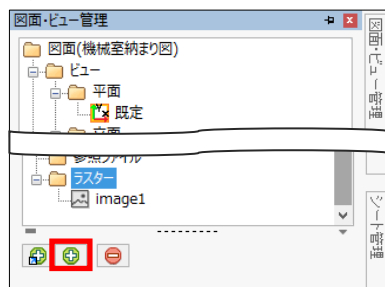 図面・ビュー管理
図面(機械室納まり図)
ビュー
平面
既定
立面
参照ファイル
ラスター
image1
図面・ビュー管理
シート管理